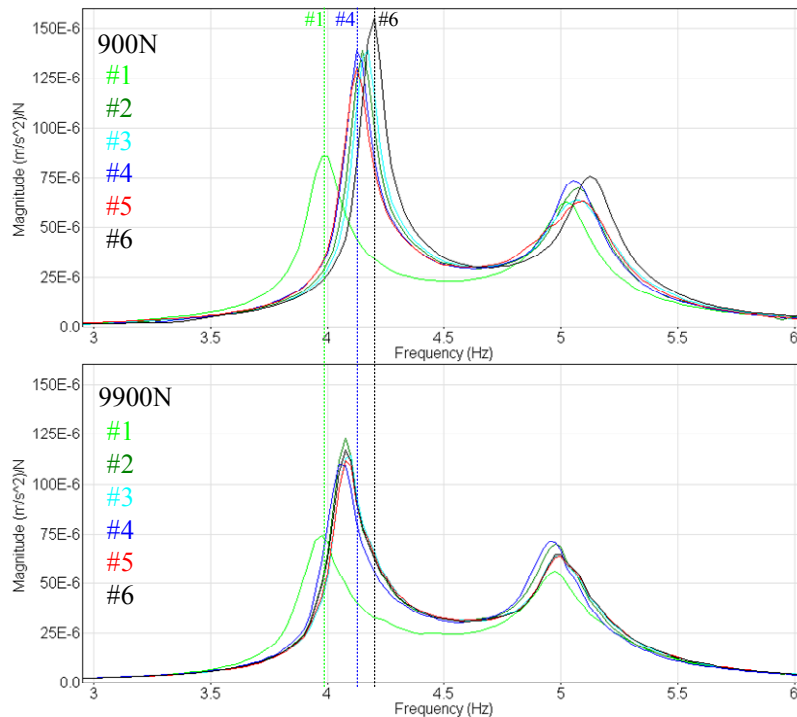 #1 #4 #6
150E-6
900N
#1
125E-6
#2
100E-6
#3
75E-6
#4
50E-6
#5
25E-6
#6
0.0
Magnitude (m/s^2)/N
3 3.5 4 4.5 5 5.5 6
Frequency (Hz)
150E-6
9900N
#1
125E-6
#2
100E-6
#3
75E-6
#4
50E-6
#5
25E-6
#6
0.0
Magnitude (m/s^2)/N
3 3.5 4 4.5 5 5.5 6
Frequency (Hz)